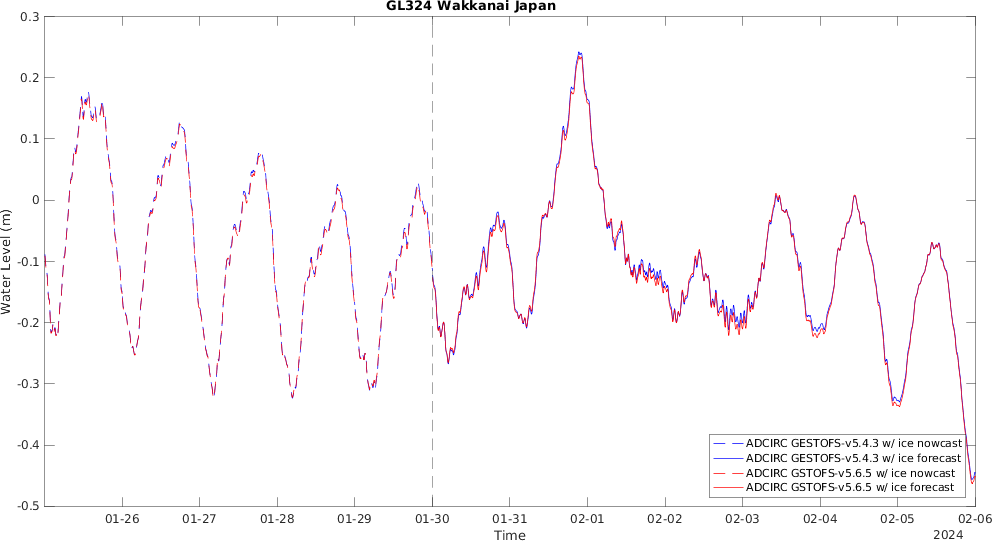 GL324 Wakkanai Japan
0.3
0.2
0.1
0
-0.1
-0.2
-0.3
-0.4
-0.5
Water Level (m)
ADCIRC GESTOFS-v5.4.3 w/ ice nowcast
ADCIRC GESTOFS-v5.4.3 w/ ice forecast
ADCIRC GSTOFS-v5.6.5 w/ ice nowcast
ADCIRC GSTOFS-v5.6.5 w/ ice forecast
01-26 01-27 01-28 01-29 01-30 01-31 02-01 02-02 02-03 02-04 02-05 02-06
Time
2024